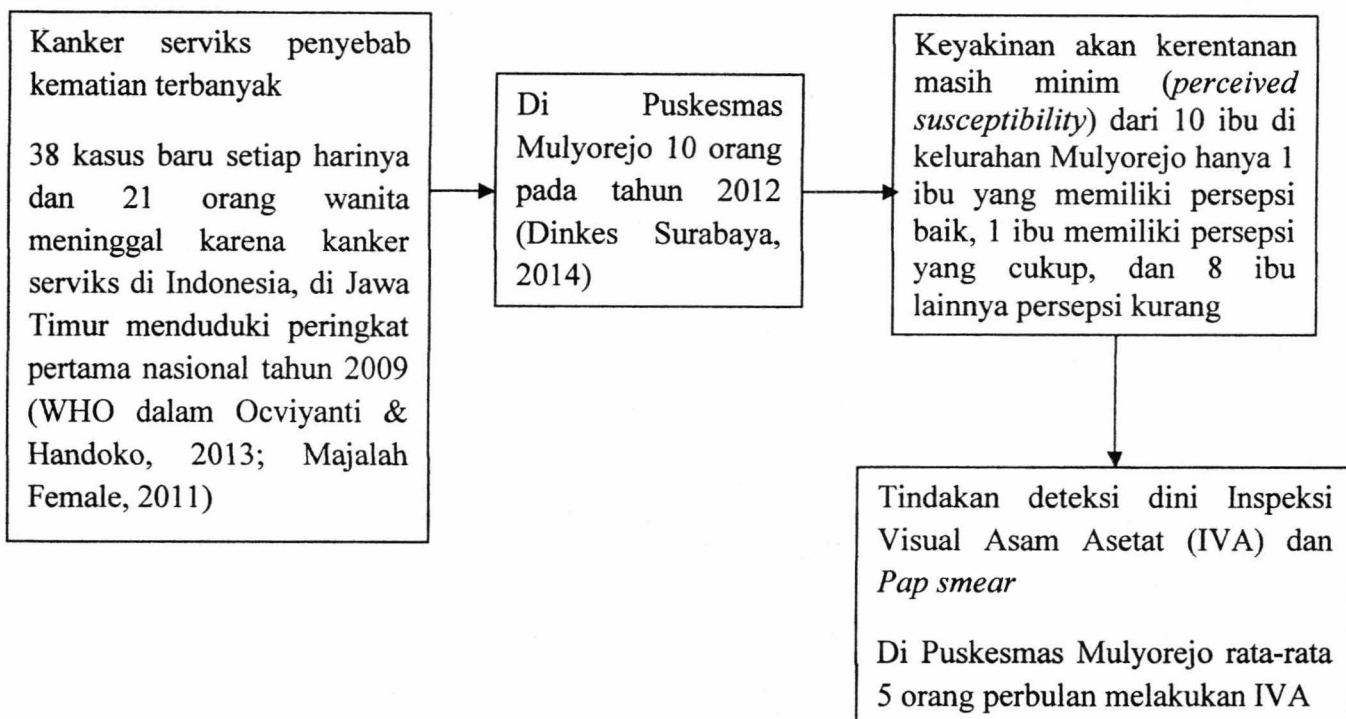 Kanker serviks penyebab
kematian terbanyak
38 kasus baru setiap harinya
dan 21 orang wanita
meninggal karena kanker
serviks di Indonesia, di Jawa
Timur menduduki peringkat
pertama nasional tahun 2009
(WHO dalam Ocviyanti &
Handoko, 2013; Majalah
Female, 2011)
Di Puskesmas
Mulyorejo 10 orang
pada tahun 2012
(Dinkes Surabaya,
2014)
Keyakinan akan kerentanan
masih minim (perceived
susceptibility) dari 10 ibu di
kelurahan Mulyorejo hanya 1
ibu yang memiliki persepsi
baik, 1 ibu memiliki persepsi
yang cukup, dan 8 ibu
lainnya persepsi kurang
Tindakan deteksi dini Inspeksi
Visual Asam Asetat (IVA) dan
Pap smear
Di Puskesmas Mulyorejo rata-rata
5 orang perbulan melakukan IVA